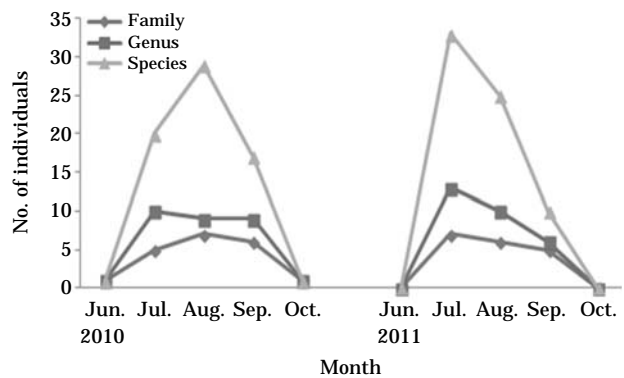 35
30
25
20
15
10
5
0
No. of individuals
Family
Genus
Species
Jun. Jul. Aug. Sep. Oct. Jun. Jul. Aug. Sep. Oct.
2010 2011
Month